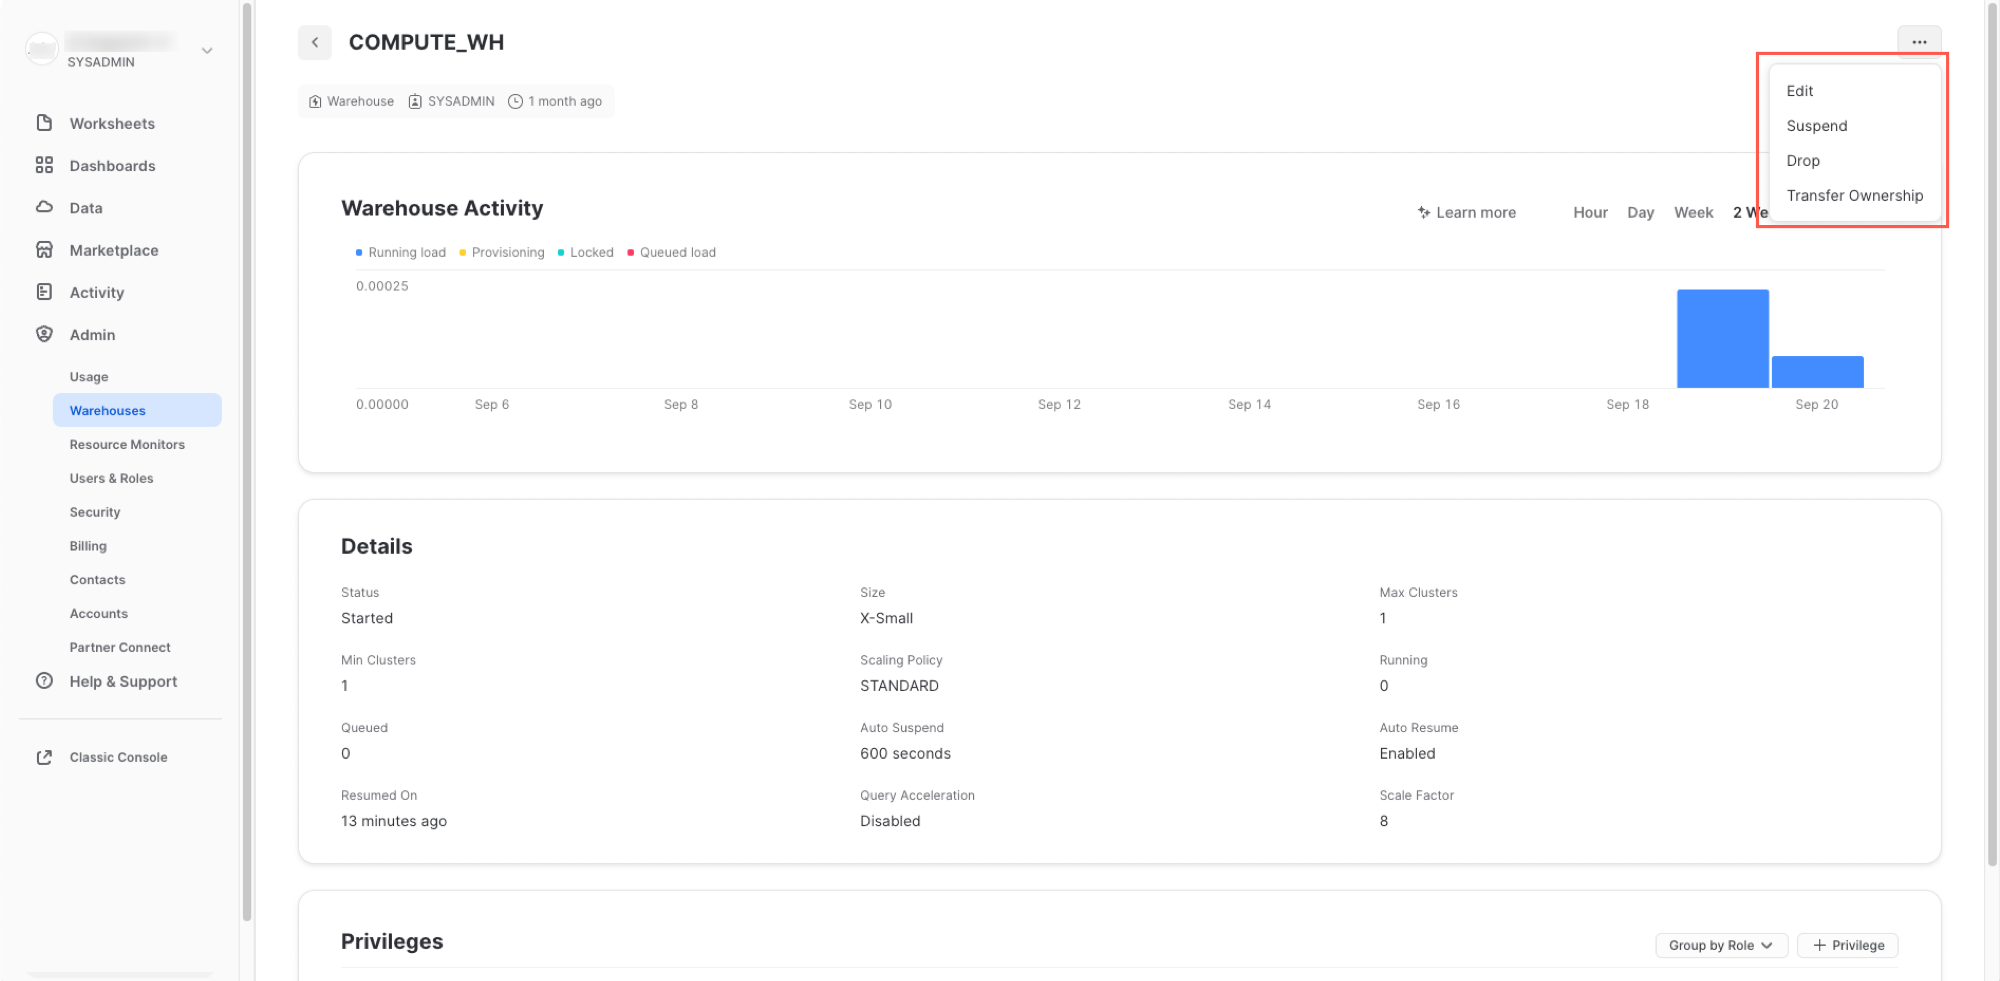 SYSADMIN
Worksheets
Dashboards
Data
Marketplace
Activity
Admin
Usage
Warehouses
Resource Monitors
Users & Roles
Security
Billing
Contacts
Accounts
Partner Connect
Help & Support
Classic Console
COMPUTE_WH
Warehouse SYSADMIN 1 month ago
Edit
Suspend
Drop
Transfer Ownership
Warehouse Activity
Learn more Hour Day Week 2 We
Running load Provisioning Locked Queued load
0.00025
0.00000 Sep 6 Sep 8 Sep 10 Sep 12 Sep 14 Sep 16 Sep 18 Sep 20
Details
Status Size Max Clusters
Started X-Small 1
Min Clusters Scaling Policy Running
1 STANDARD 0
Queued Auto Suspend Auto Resume
0 600 seconds Enabled
Resumed On Query Acceleration Scale Factor
13 minutes ago Disabled 8
Privileges
Group by Role + Privilege